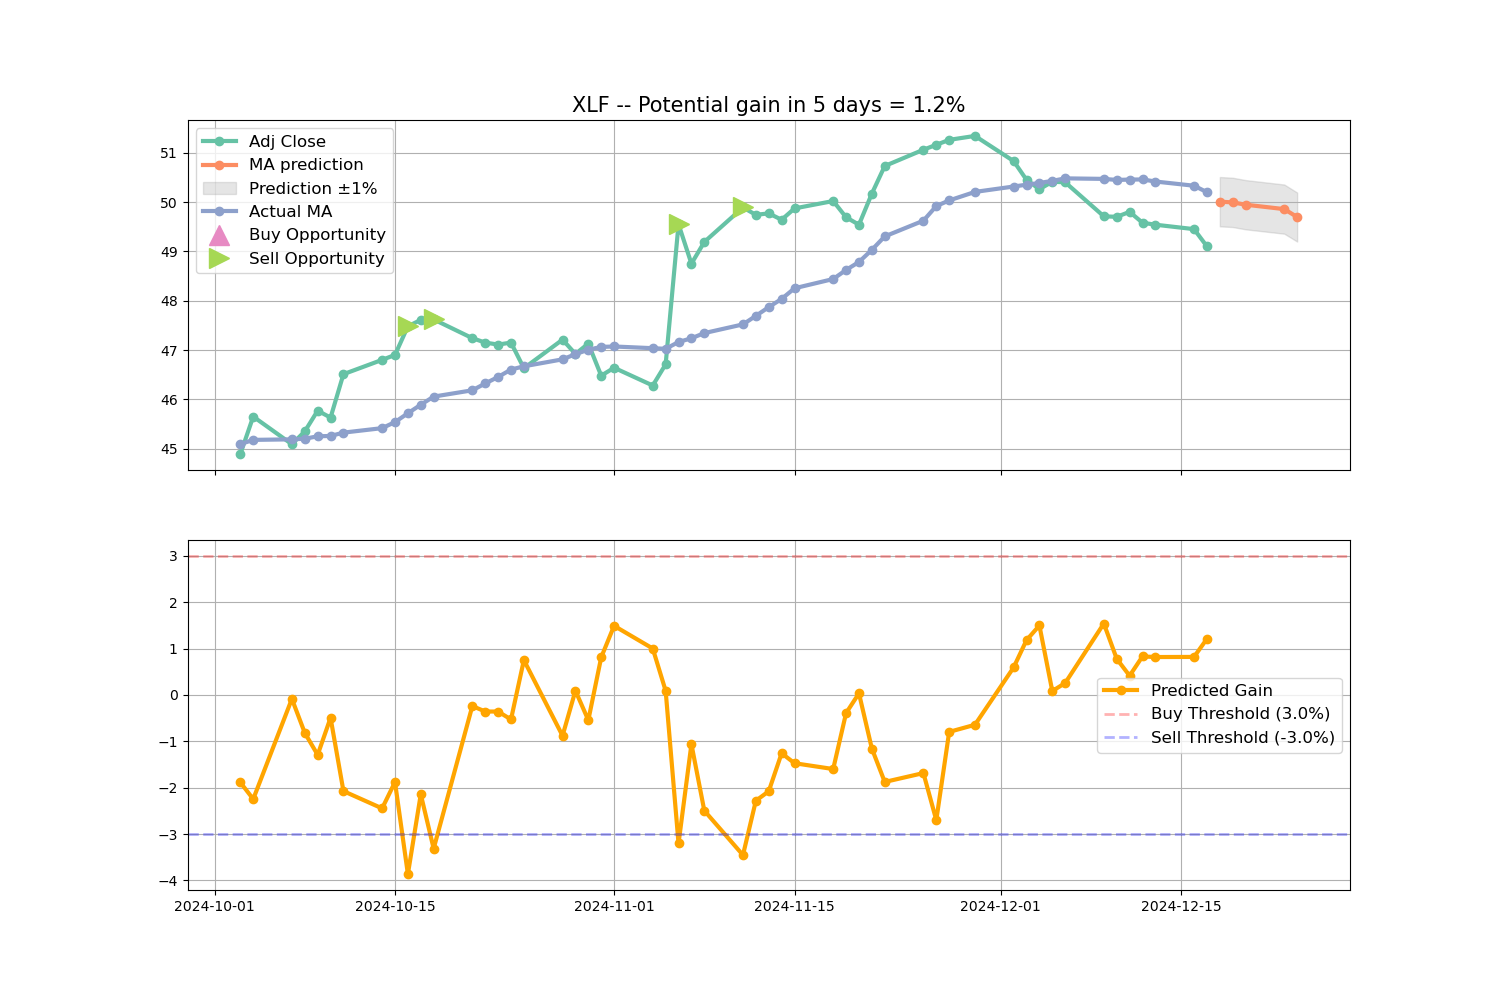 XLF -- Potential gain in 5 days = 1.2%
Adj Close
MA prediction
Prediction ±1%
Actual MA
Buy Opportunity
Sell Opportunity
51
50
49
48
47
46
45
3
2
1
0
−1
−2
−3
−4
Predicted Gain
Buy Threshold (3.0%)
Sell Threshold (-3.0%)
2024-10-01
2024-10-15
2024-11-01
2024-11-15
2024-12-01
2024-12-15